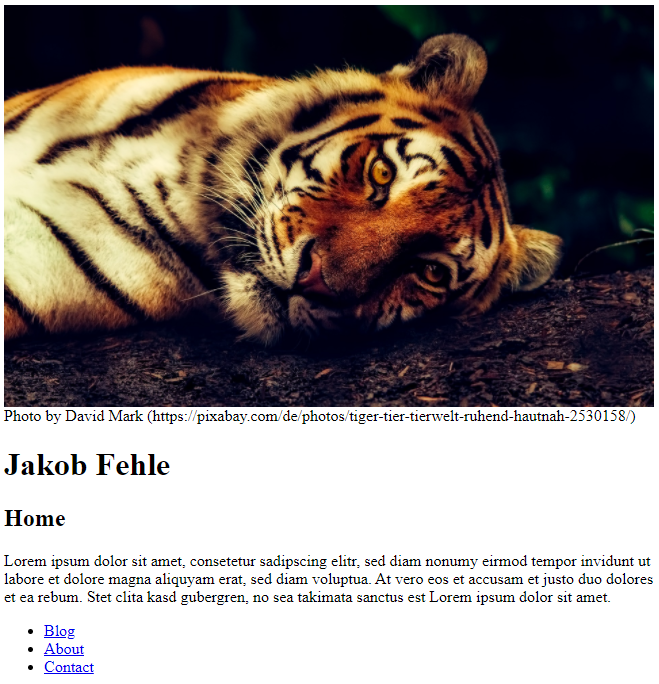 Photo by David Mark (https://pixabay.com/de/photos/tiger-tier-tierwelt-ruhend-hautnah-2530158/)
Jakob Fehle
Home
Lorem ipsum dolor sit amet, consetetur sadipscing elitr, sed diam nonumy eirmod tempor invidunt ut
labore et dolore magna aliquyam erat, sed diam voluptua. At vero eos et accusam et justo duo dolores
et ea rebum. Stet clita kasd gubergren, no sea takimata sanctus est Lorem ipsum dolor sit amet.
Blog
About
Contact